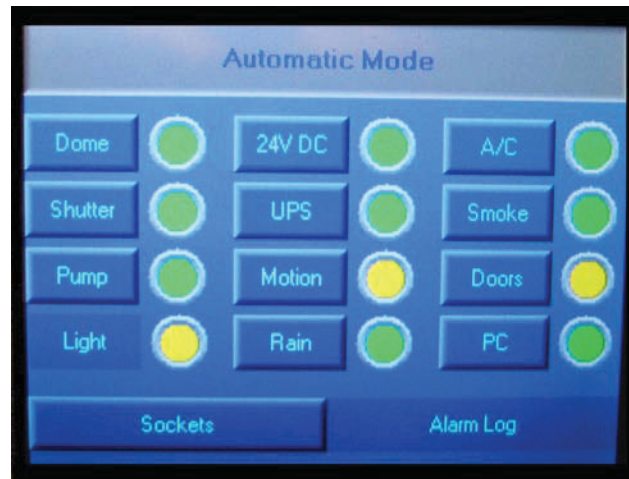 Automatic Mode
Dome 24V DC A/C
Shutter UPS Smoke
Pump Motion Doors
Light Rain PC
Sockets Alarm Log